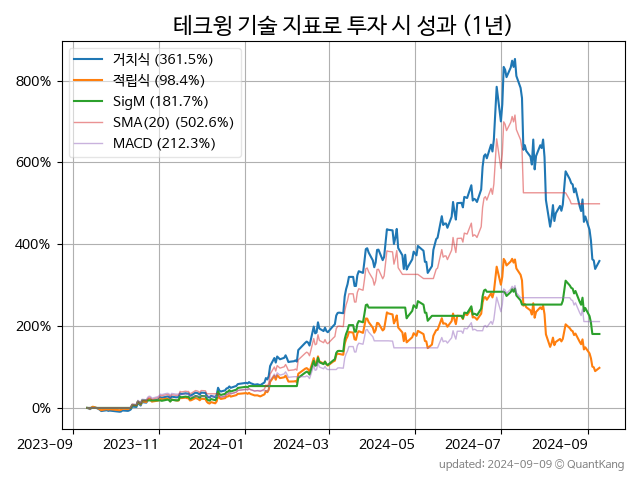 테크윙 기술 지표로 투자 시 성과 (1년)
거치식 (361.5%)
적립식 (98.4%)
SigM (181.7%)
SMA(20) (502.6%)
MACD (212.3%)
800%
600%
400%
200%
0%
2023-09 2023-11 2024-01 2024-03 2024-05 2024-07 2024-09
updated: 2024-09-09 © QuantKang